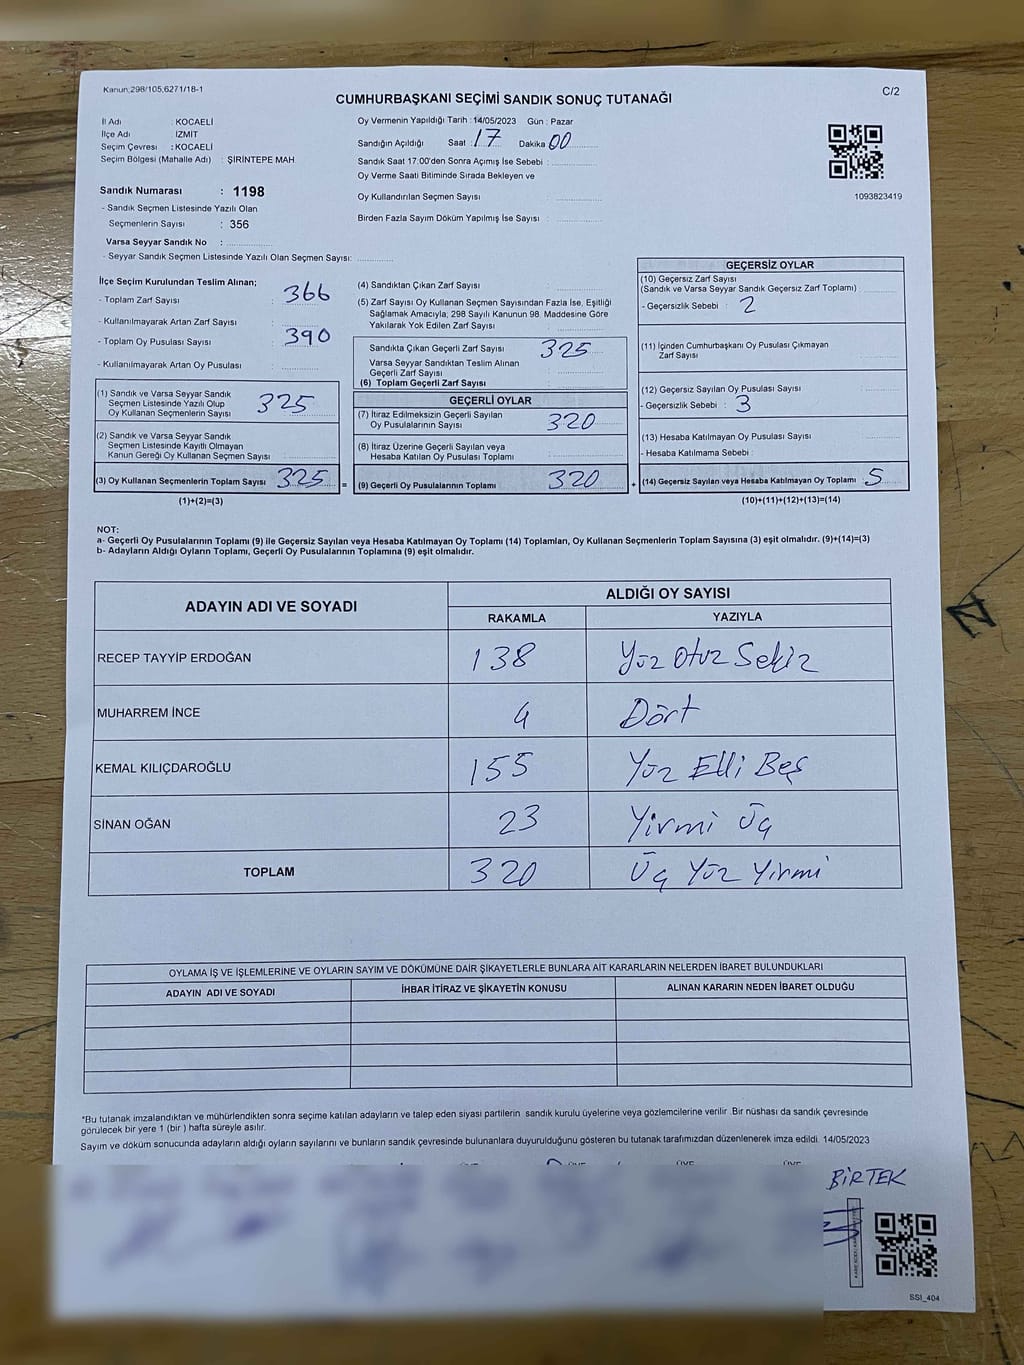 Kanun,298/105,6271/18-1
C/2
CUMHURBAŞKANI SEÇİMİ SANDIK SONUÇ TUTANAĞI
İl Adı : KOCAELİ
İlçe Adı : İZMİT
Seçim Çevresi : KOCAELİ
Seçim Bölgesi (Mahalle Adı) : ŞİRİNTEPE MAH
Sandık Numarası : 1198
- Sandık Seçmen Listesinde Yazılı Olan
Seçmenlerin Sayısı : 356
Varsa Seyyar Sandık No :
- Seyyar Sandık Seçmen Listesinde Yazılı Olan Seçmen Sayısı:
Oy Vermenin Yapıldığı Tarih : 14/05/2023 Gün : Pazar
Sandığın Açıldığı Saat : 17 Dakika 00
Sandık Saat 17:00'den Sonra Açımış İse Sebebi :
Oy Verme Saati Bitiminde Sırada Bekleyen ve
Oy Kullandırılan Seçmen Sayısı :
Birden Fazla Sayım Döküm Yapılmış İse Sayısı :
1093823419
İlçe Seçim Kurulundan Teslim Alınan;
- Toplam Zarf Sayısı : 366
- Kullanılmayarak Artan Zarf Sayısı :
- Toplam Oy Pusulası Sayısı : 390
- Kullanılmayarak Artan Oy Pusulası :
(1) Sandık ve Varsa Seyyar Sandık
Seçmen Listesinde Yazılı Olup
Oy Kullanan Seçmenlerin Sayısı : 325
(2) Sandık ve Varsa Seyyar Sandık
Seçmen Listesinde Kayıtlı Olmayan
Kanun Gereği Oy Kullanan Seçmen Sayısı :
(3) Oy Kullanan Seçmenlerin Toplam Sayısı : 325
(1)+(2)=(3)
(4) Sandıktan Çıkan Zarf Sayısı :
(5) Zarf Sayısı Oy Kullanan Seçmen Sayısından Fazla İse, Eşitliği
Sağlamak Amacıyla, 298 Sayılı Kanunun 98. Maddesine Göre
Yakılarak Yok Edilen Zarf Sayısı :
Sandıkta Çıkan Geçerli Zarf Sayısı : 325
Varsa Seyyar Sandıktan Teslim Alınan
Geçerli Zarf Sayısı :
(6) Toplam Geçerli Zarf Sayısı :
GEÇERLİ OYLAR
(7) İtiraz Edilmeksizin Geçerli Sayılan
Oy Pusulalarının Sayısı : 320
(8) İtiraz Üzerine Geçerli Sayılan veya
Hesaba Katılan Oy Pusulası Toplamı :
=
(9) Geçerli Oy Pusulalarının Toplamı : 320
+
GEÇERSİZ OYLAR
(10) Geçersiz Zarf Sayısı
(Sandık ve Varsa Seyyar Sandık Geçersiz Zarf Toplamı) :
- Geçersizlik Sebebi : 2
(11) İçinden Cumhurbaşkanı Oy Pusulası Çıkmayan
Zarf Sayısı :
(12) Geçersiz Sayılan Oy Pusulası Sayısı :
- Geçersizlik Sebebi : 3
(13) Hesaba Katılmayan Oy Pusulası Sayısı :
- Hesaba Katılmama Sebebi :
(14) Geçersiz Sayılan veya Hesaba Katılmayan Oy Toplamı : 5
(10)+(11)+(12)+(13)=(14)
NOT:
a- Geçerli Oy Pusulalarının Toplamı (9) ile Geçersiz Sayılan veya Hesaba Katılmayan Oy Toplamı (14) Toplamları, Oy Kullanan Seçmenlerin Toplam Sayısına (3) eşit olmalıdır. (9)+(14)=(3)
b- Adayların Aldığı Oyların Toplamı, Geçerli Oy Pusulalarının Toplamına (9) eşit olmalıdır.
ADAYIN ADI VE SOYADI
ALDIĞI OY SAYISI
RAKAMLA YAZIYLA
RECEP TAYYİP ERDOĞAN 138 Yüz Otuz Sekiz
MUHARREM İNCE 4 Dört
KEMAL KILIÇDAROĞLU 155 Yüz Elli Beş
SİNAN OĞAN 23 Yirmi Üç
TOPLAM 320 Üç Yüz Yirmi
OYLAMA İŞ VE İŞLEMLERİNE VE OYLARIN SAYIM VE DÖKÜMÜNE DAİR ŞİKAYETLERLE BUNLARA AİT KARARLARIN NELERDEN İBARET BULUNDUKLARI
ADAYIN ADI VE SOYADI İHBAR İTİRAZ VE ŞİKAYETİN KONUSU ALINAN KARARIN NEDEN İBARET OLDUĞU
*Bu tutanak imzalandıktan ve mühürlendikten sonra seçime katılan adayların ve talep eden siyasi partilerin sandık kurulu üyelerine veya gözlemcilerine verilir. Bir nüshası da sandık çevresinde
görülecek bir yere 1 (bir ) hafta süreyle asılır.
Sayım ve döküm sonucunda adayların aldığı oyların sayılarını ve bunların sandık çevresinde bulunanlara duyurulduğunu gösteren bu tutanak tarafımızdan düzenlenerek imza edildi. 14/05/2023
BİRTEK
SSI_404